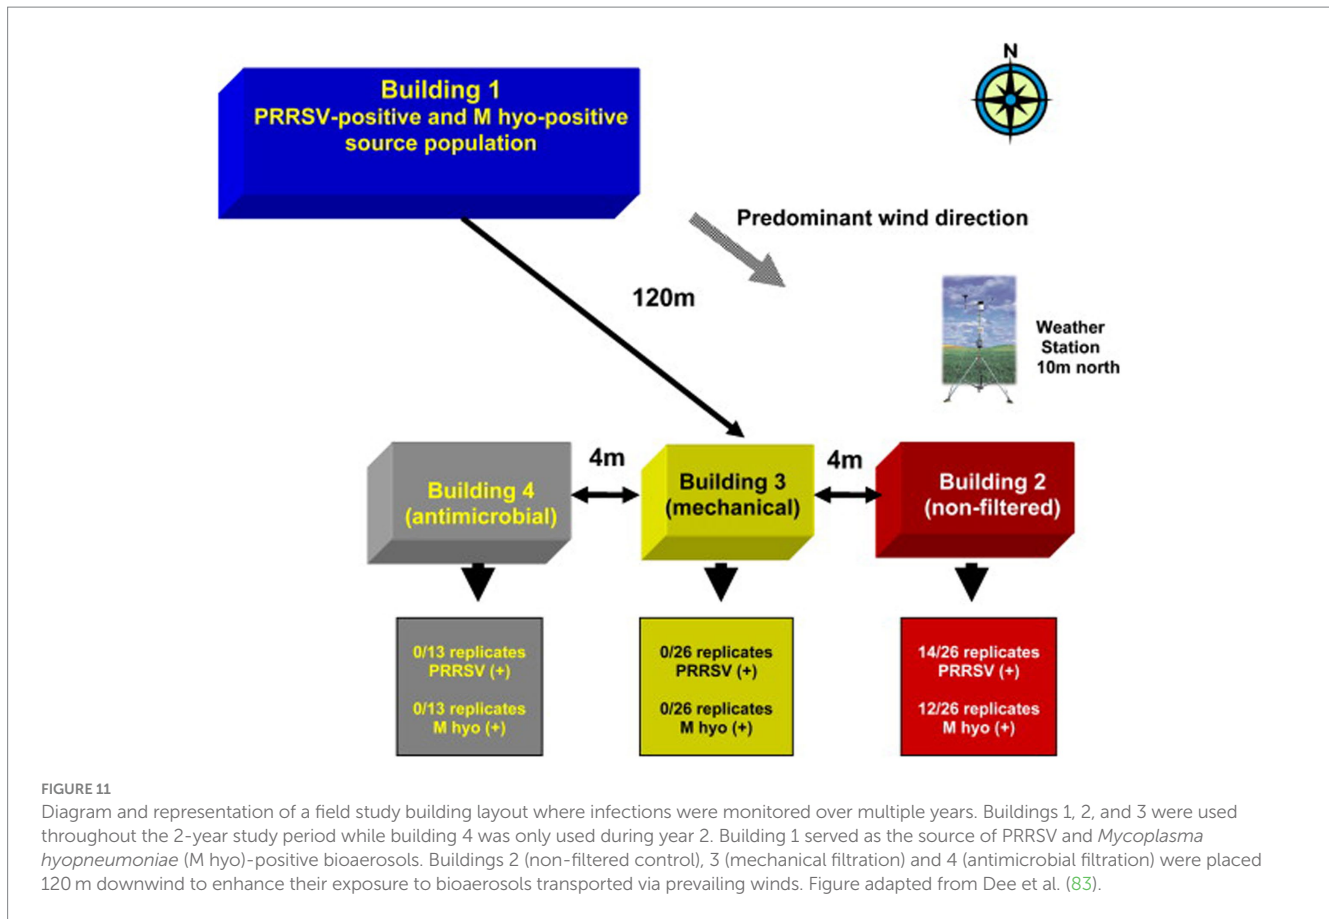 Building 1
PRRSV-positive and M hyo-positive
source population
N
Predominant wind direction
120m
Weather
Station
10m north
4m
4m
Building 4
(antimicrobial)
Building 3
(mechanical)
Building 2
(non-filtered)
0/13 replicates
PRRSV (+)
0/13 replicates
M hyo (+)
0/26 replicates
PRRSV (+)
0/26 replicates
M hyo (+)
14/26 replicates
PRRSV (+)
12/26 replicates
M hyo (+)
FIGURE 11
Diagram and representation of a field study building layout where infections were monitored over multiple years. Buildings 1, 2, and 3 were used
throughout the 2-year study period while building 4 was only used during year 2. Building 1 served as the source of PRRSV and Mycoplasma
hyopneumoniae (M hyo)-positive bioaerosols. Buildings 2 (non-filtered control), 3 (mechanical filtration) and 4 (antimicrobial filtration) were placed
120 m downwind to enhance their exposure to bioaerosols transported via prevailing winds. Figure adapted from Dee et al. (83).